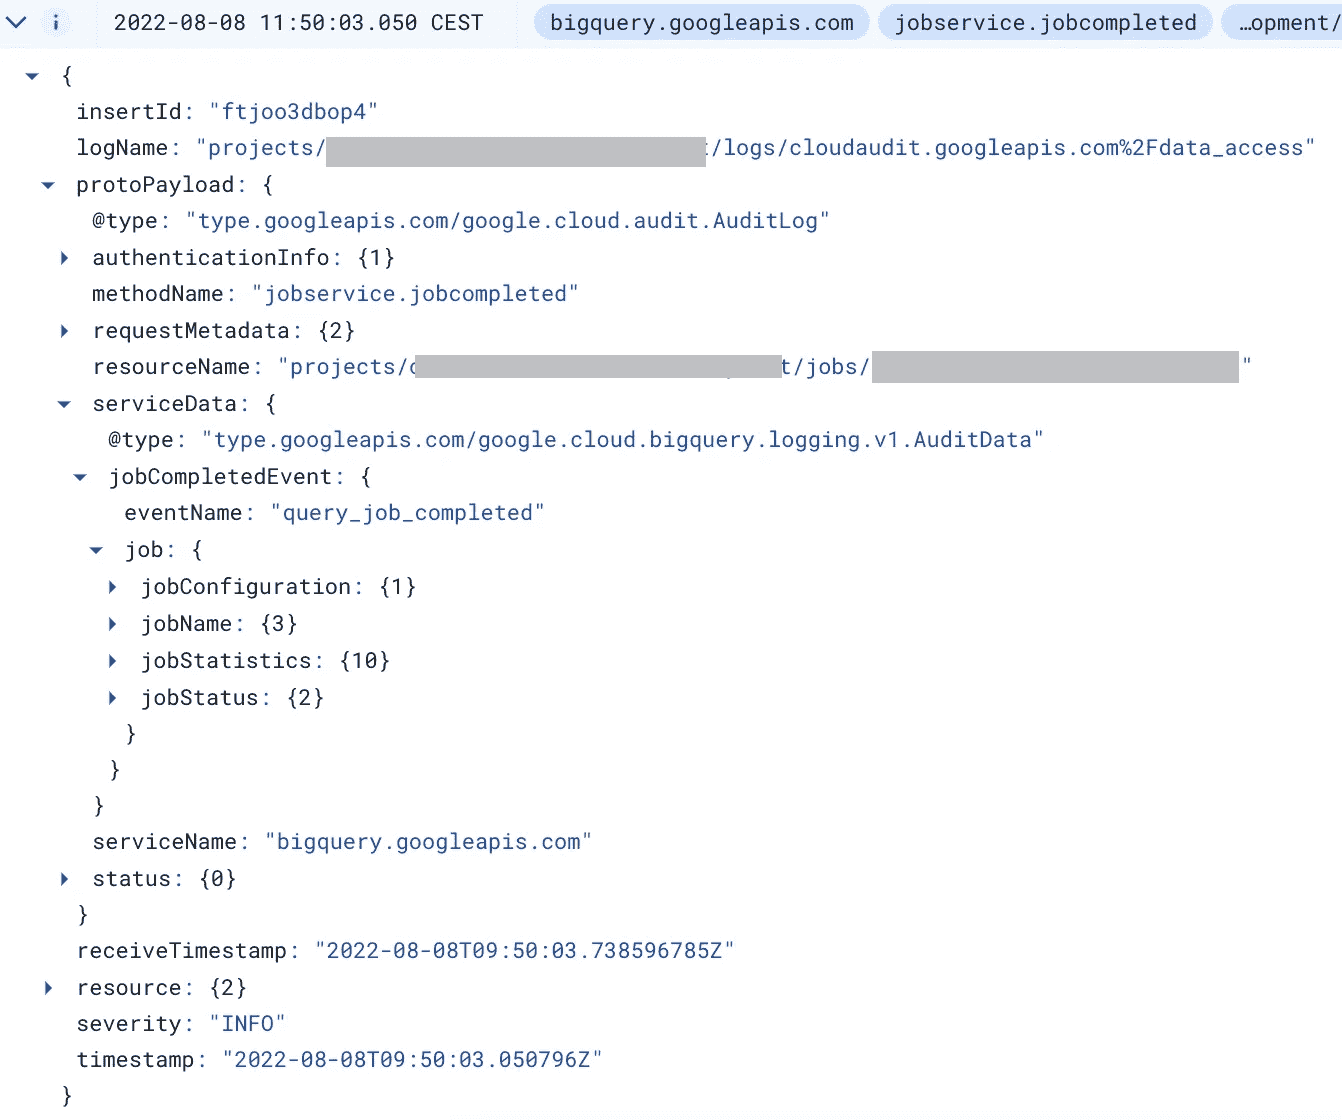 2022-08-08 11:50:03.050 CEST bigquery.googleapis.com jobservice.jobcompleted …opment/
{
insertId: "ftjoo3dbop4"
logName: "projects/ /logs/cloudaudit.googleapis.com%2Fdata_access"
protoPayload: {
@type: "type.googleapis.com/google.cloud.audit.AuditLog"
authenticationInfo: {1}
methodName: "jobservice.jobcompleted"
requestMetadata: {2}
resourceName: "projects/ t/jobs/ "
serviceData: {
@type: "type.googleapis.com/google.cloud.bigquery.logging.v1.AuditData"
jobCompletedEvent: {
eventName: "query_job_completed"
job: {
jobConfiguration: {1}
jobName: {3}
jobStatistics: {10}
jobStatus: {2}
}
}
}
serviceName: "bigquery.googleapis.com"
status: {0}
}
receiveTimestamp: "2022-08-08T09:50:03.738596785Z"
resource: {2}
severity: "INFO"
timestamp: "2022-08-08T09:50:03.050796Z"
}